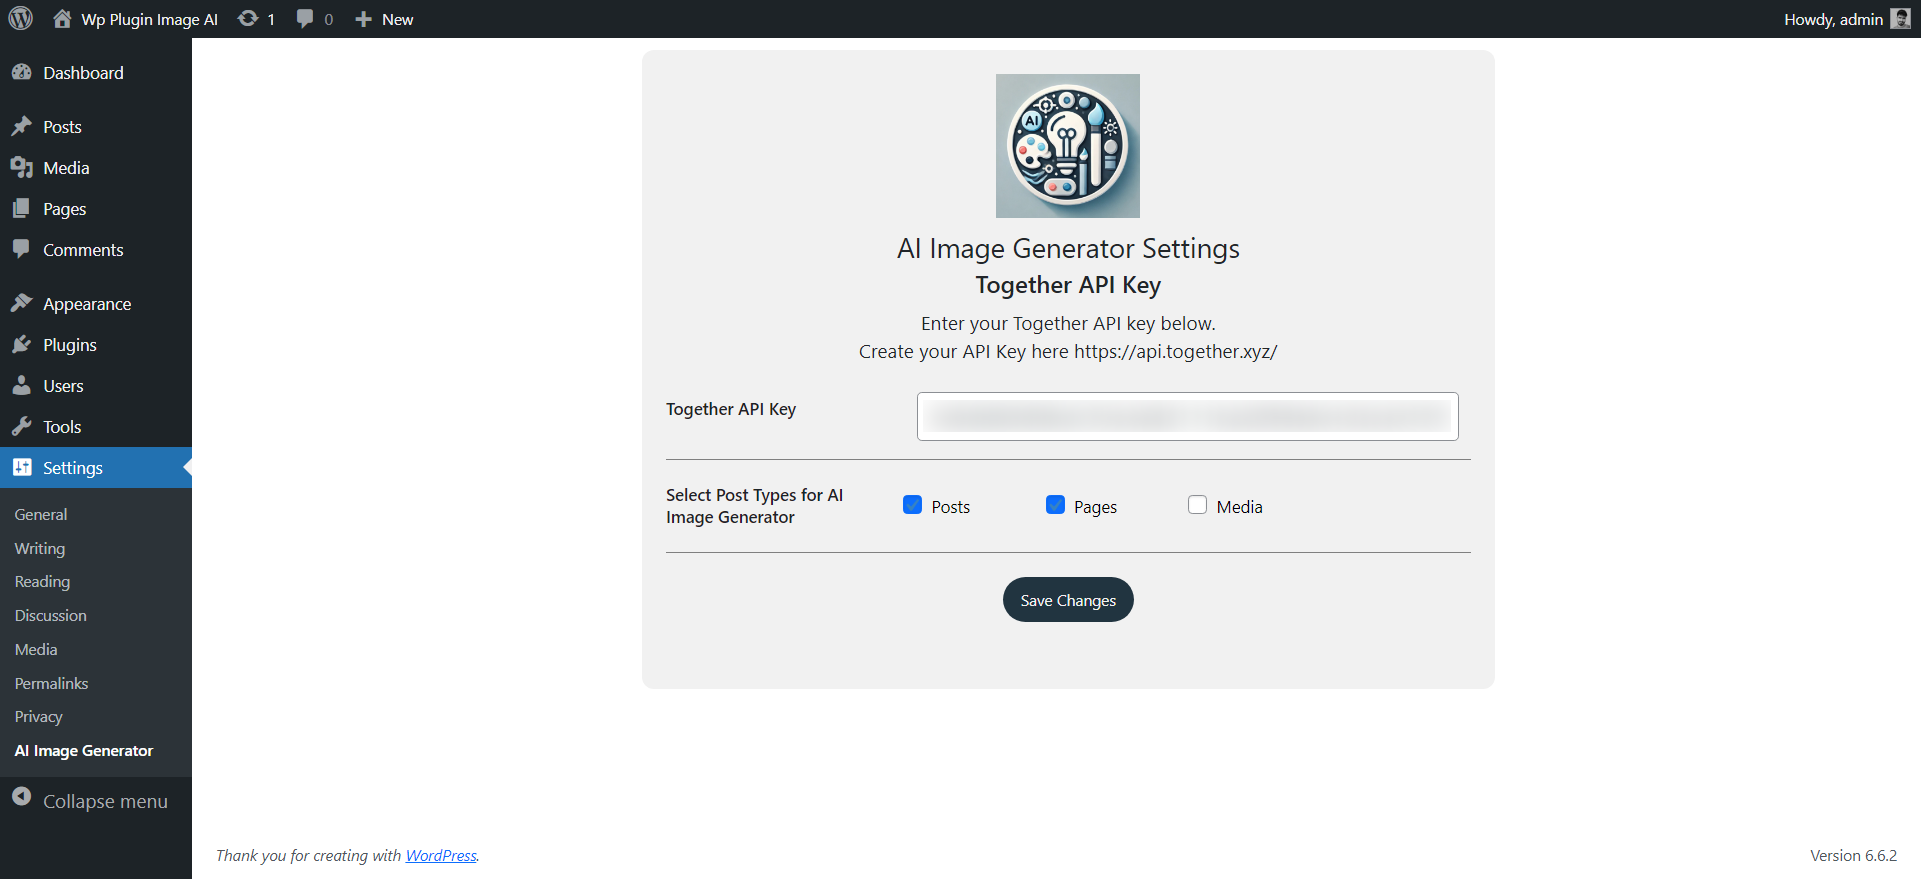 Wp Plugin Image AI
1
0
New
Howdy, admin
Dashboard
Posts
Media
Pages
Comments
Appearance
Plugins
Users
Tools
Settings
General
Writing
Reading
Discussion
Media
Permalinks
Privacy
AI Image Generator
Collapse menu
AI
AI Image Generator Settings
Together API Key
Enter your Together API key below.
Create your API Key here https://api.together.xyz/
Together API Key
Select Post Types for AI
Image Generator
Posts
Pages
Media
Save Changes
Thank you for creating with WordPress.
Version 6.6.2